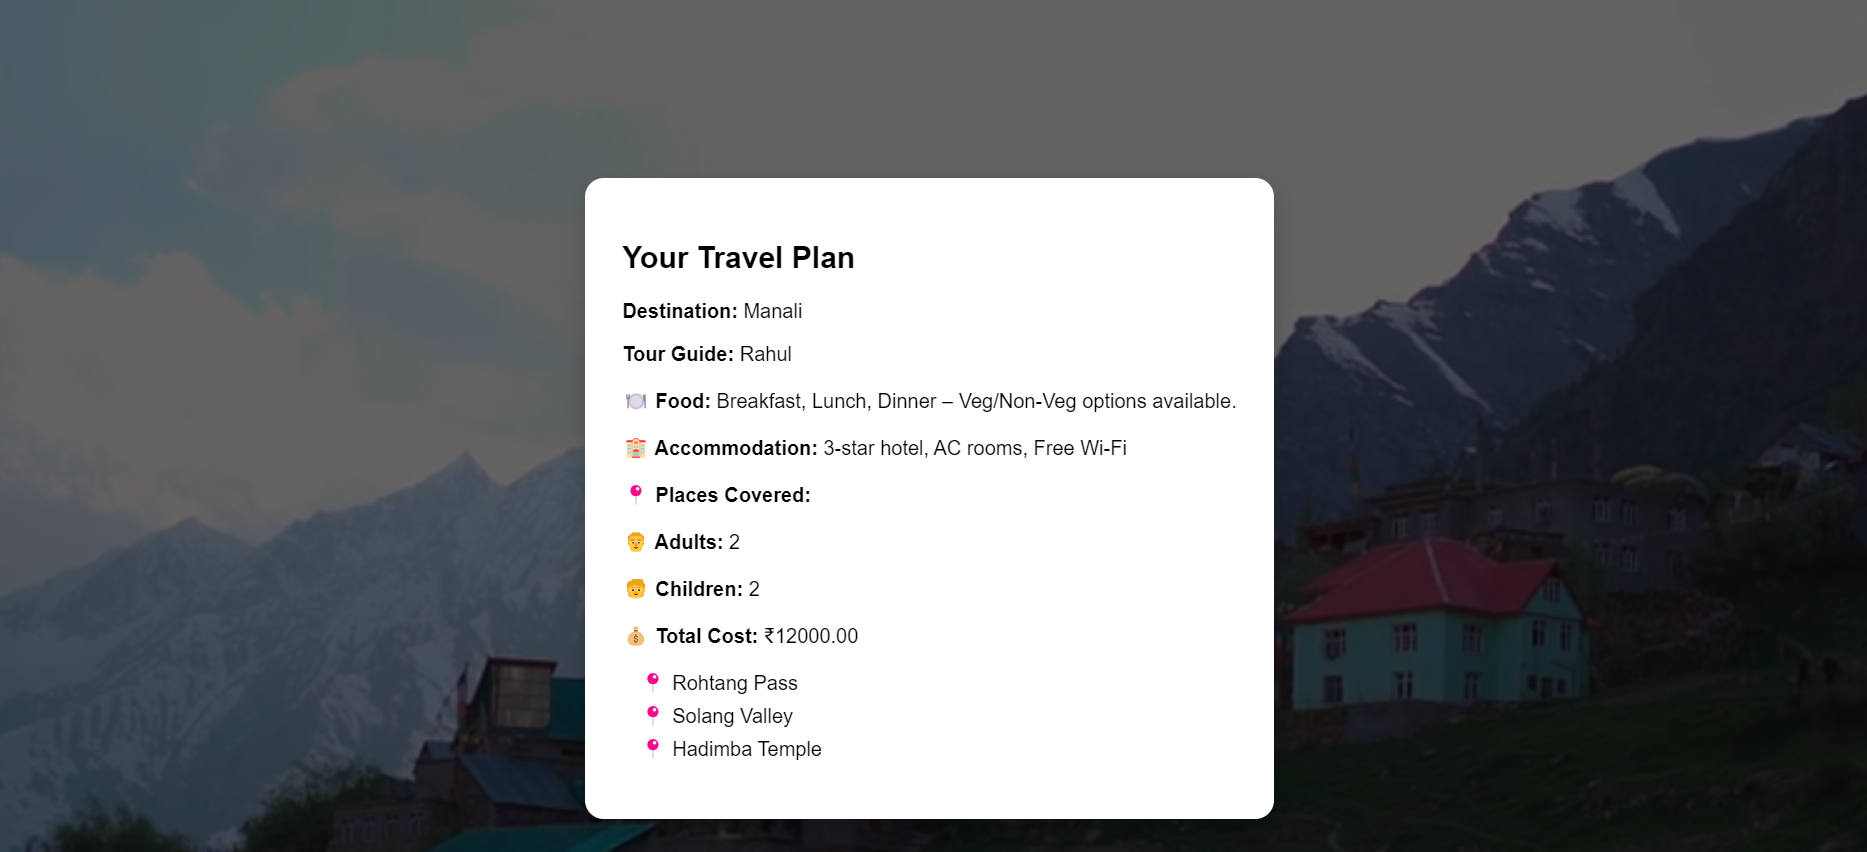 Your Travel Plan
Destination: Manali
Tour Guide: Rahul
🍽️ Food: Breakfast, Lunch, Dinner – Veg/Non-Veg options available.
🏨 Accommodation: 3-star hotel, AC rooms, Free Wi-Fi
📍 Places Covered:
🧑 Adults: 2
🧒 Children: 2
💰 Total Cost: ₹12000.00
📍 Rohtang Pass
📍 Solang Valley
📍 Hadimba Temple